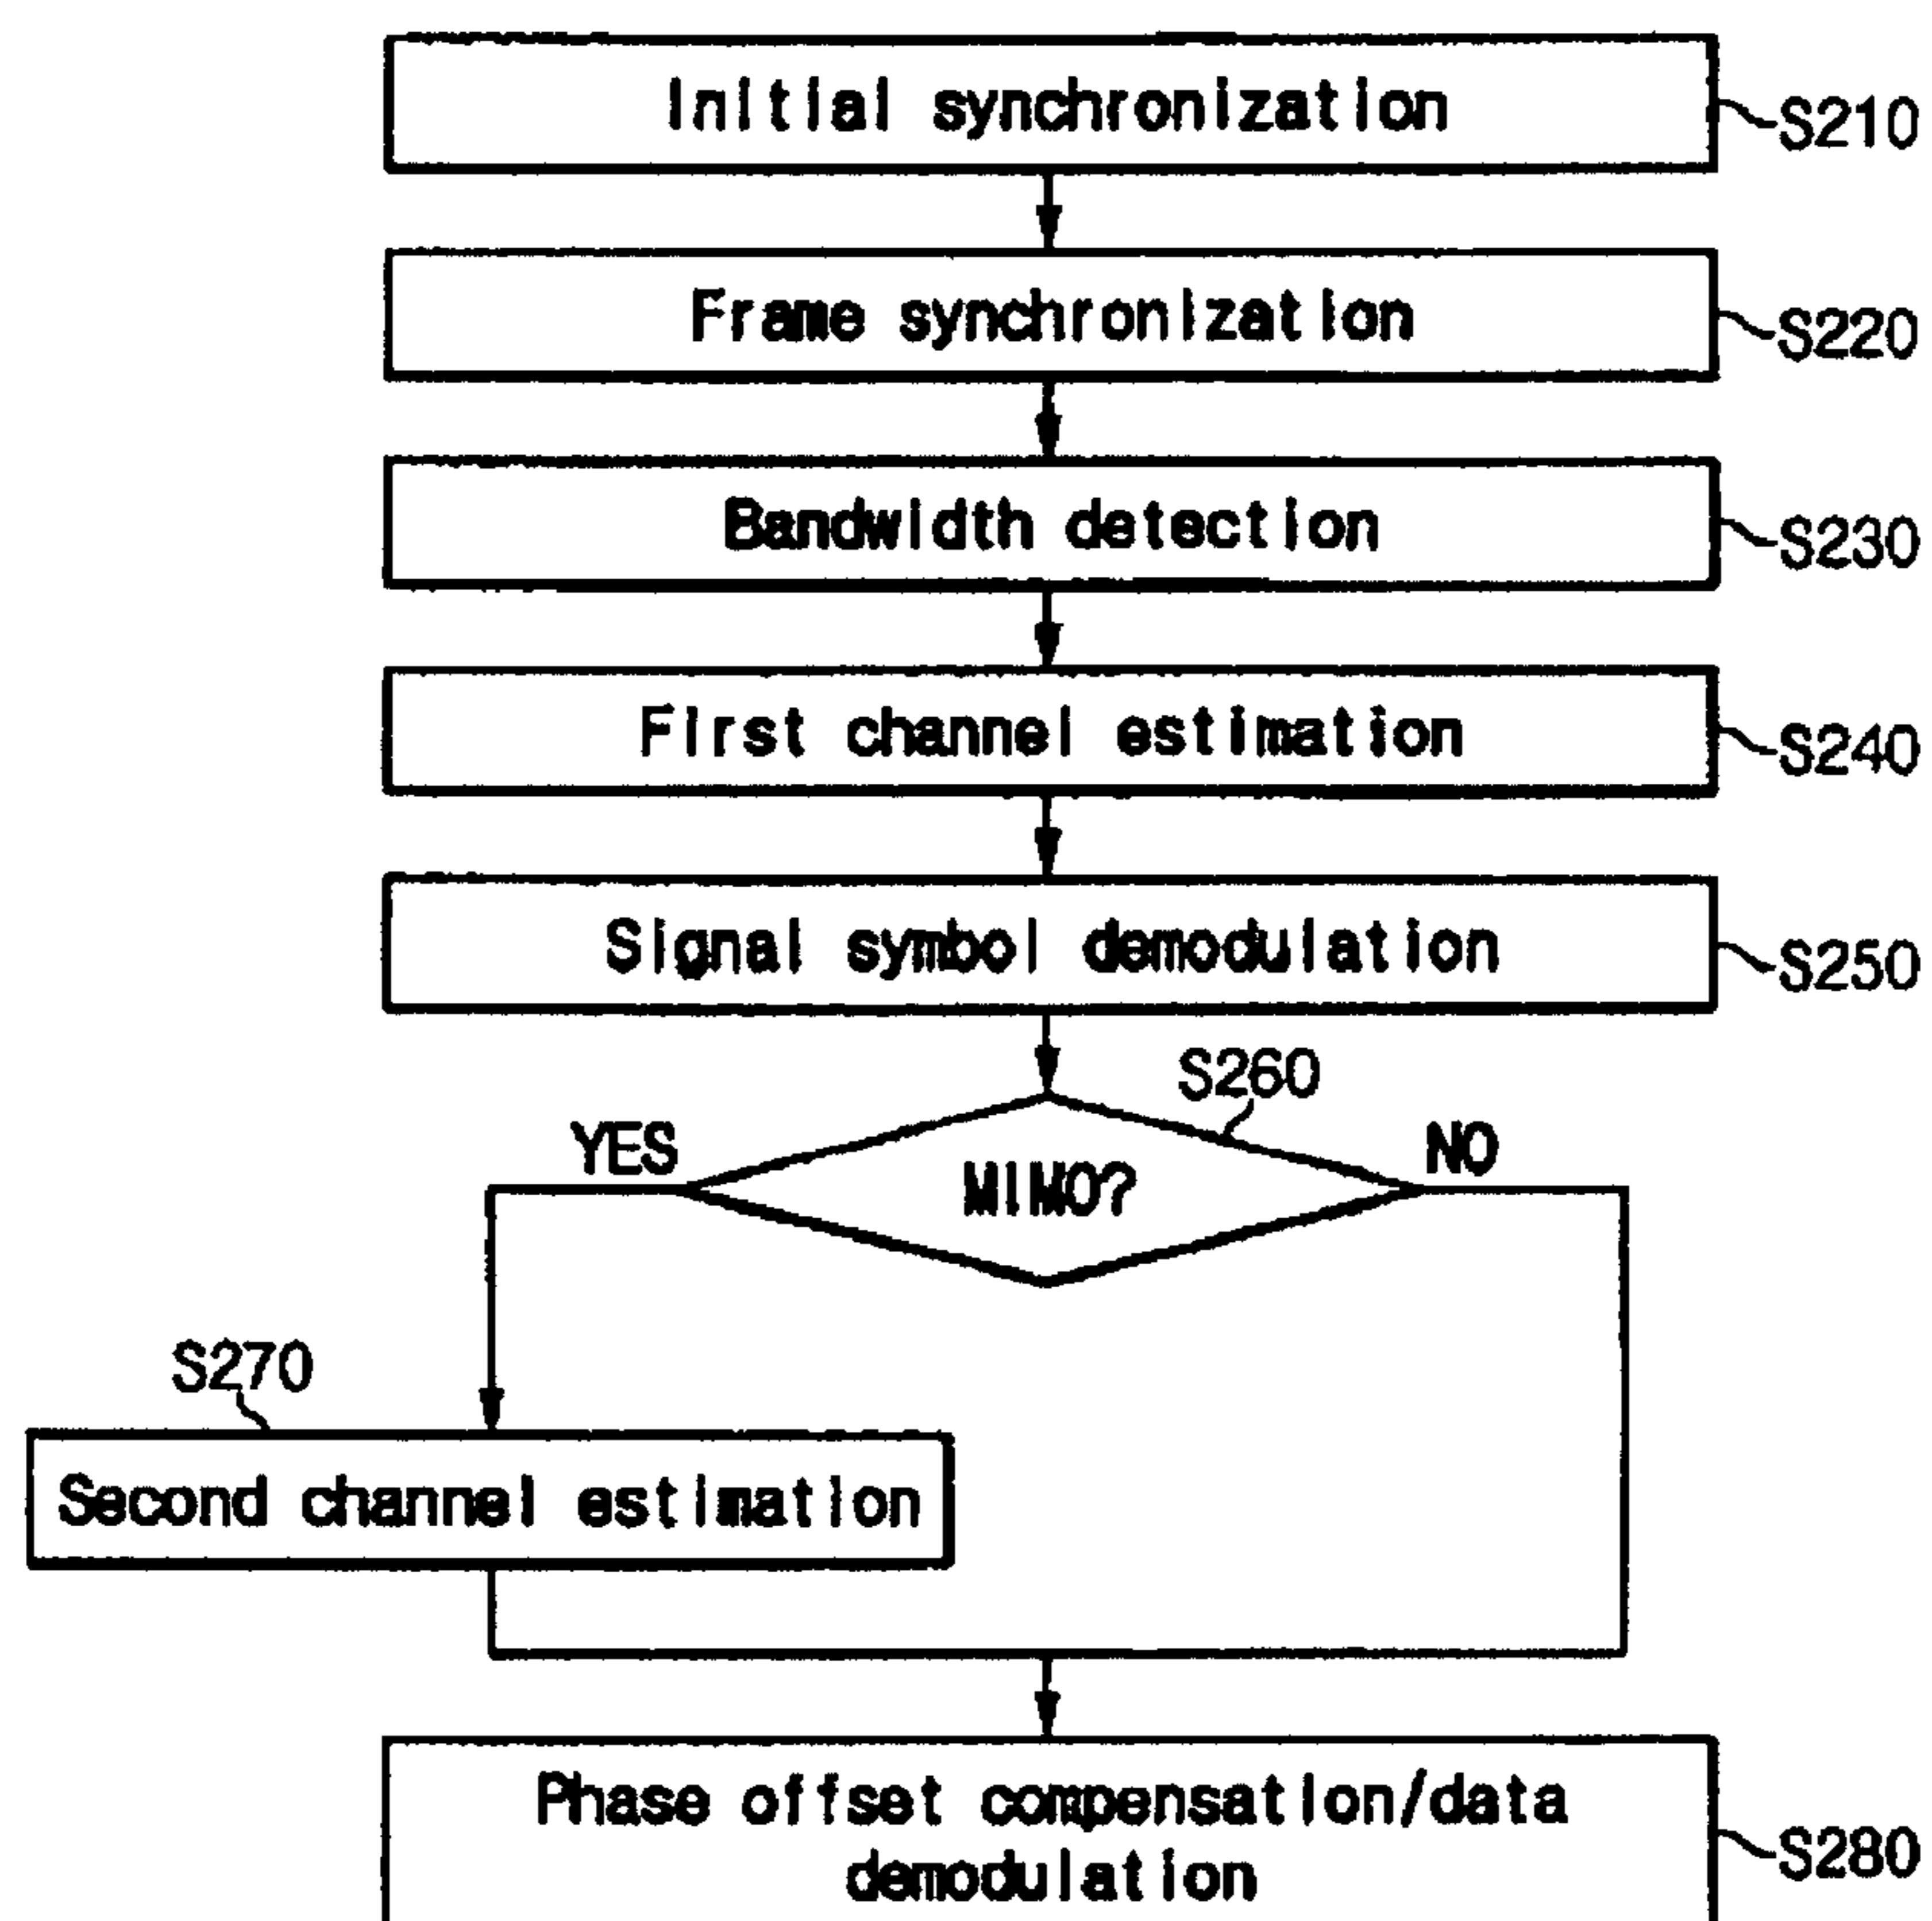 Initial synchronization
S210
Frame synchronization
S220
Bandwidth detection
S230
First channel estimation
S240
Signal symbol demodulation
S250
S260
YES
MIMO?
NO
S270
Second channel estimation
Phase offset compensation/data
demodulation
S280